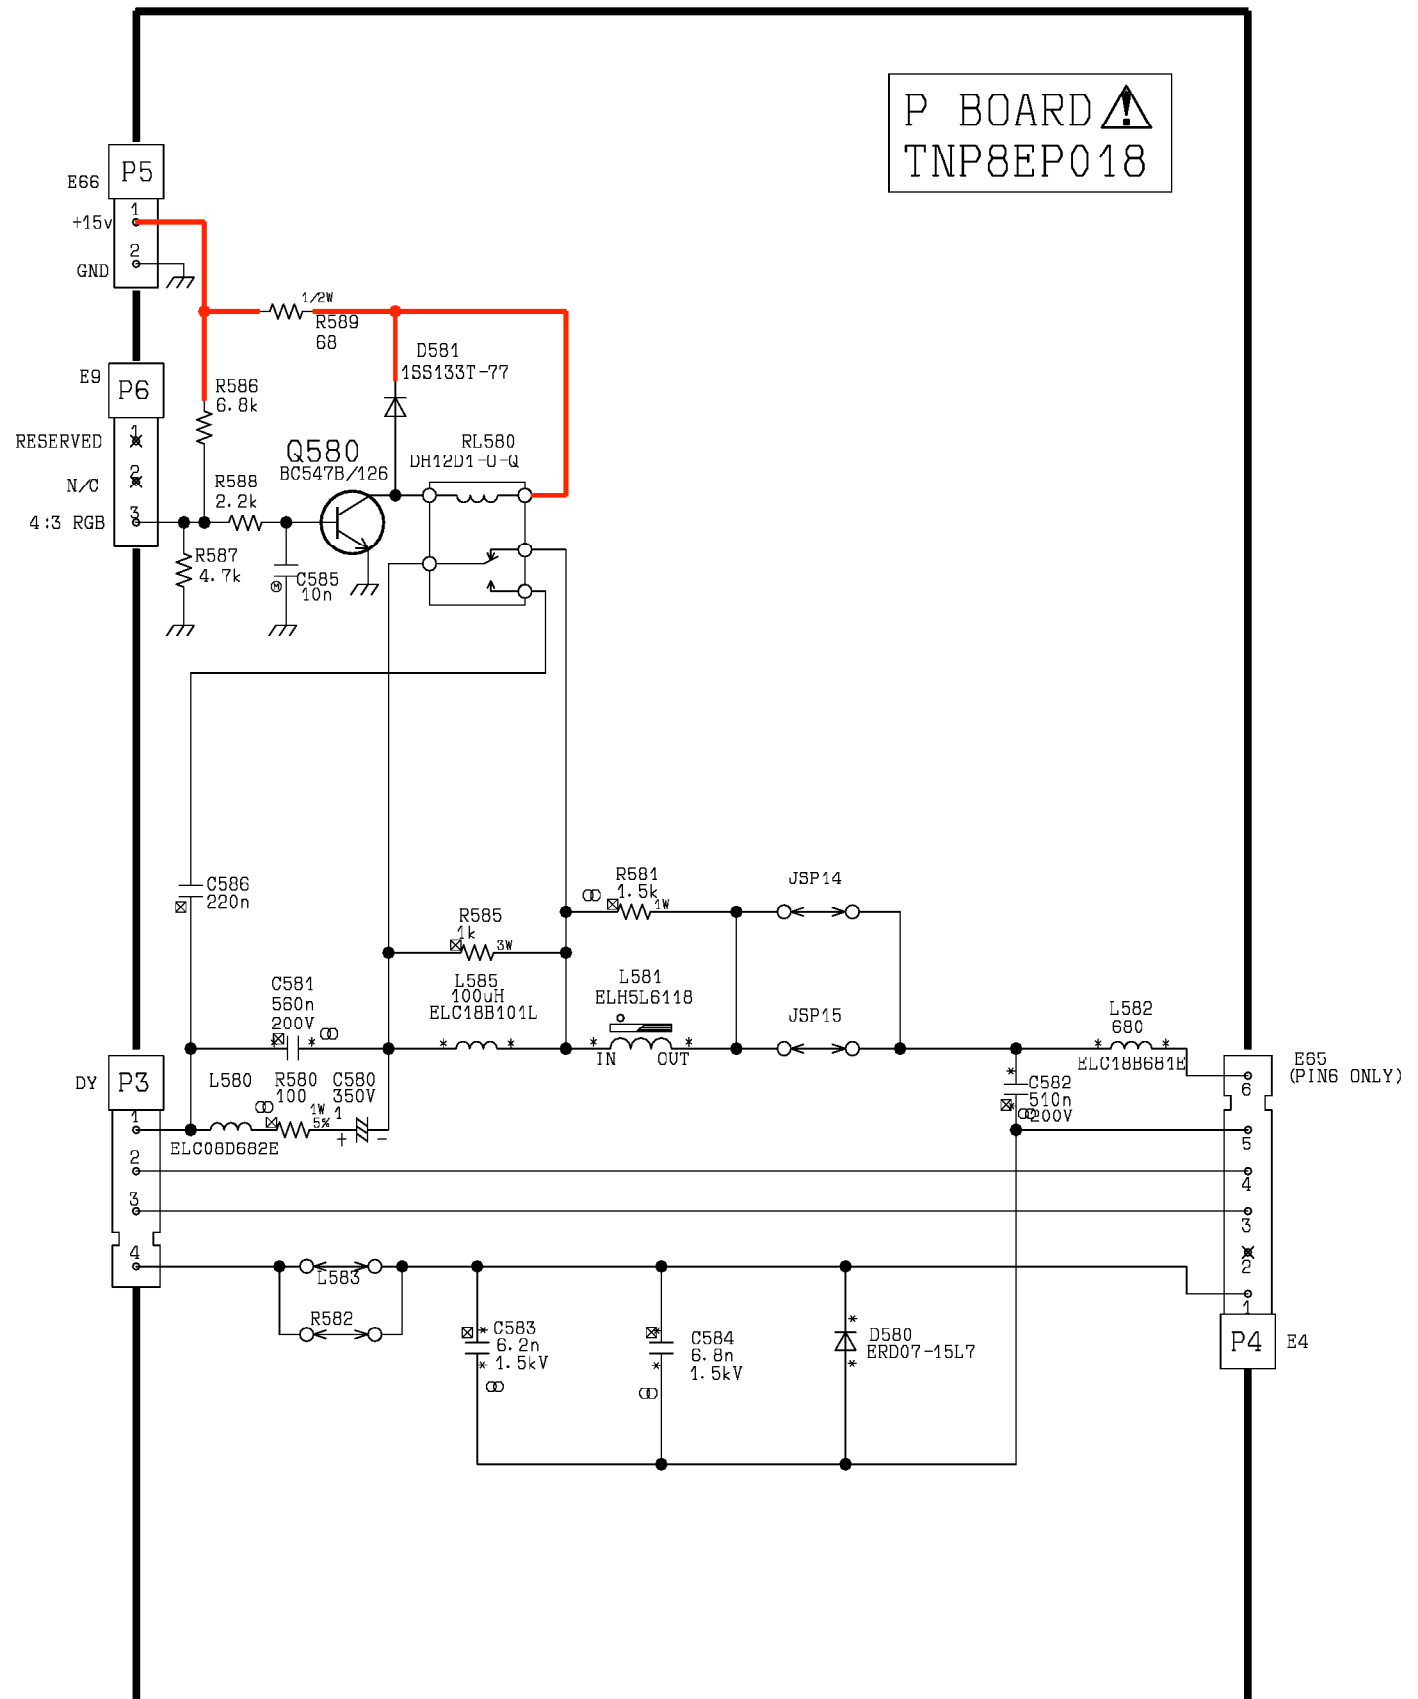 P BOARD
TNP8EP018
P5
E66
1
+15v
2
GND
1/2W
R589
68
D581
1SS133T-77
E9
P6
R586
6.8k
RESERVED
1
N/C
2
4:3 RGB
3
R588
2.2k
Q580
BC547B/126
RL580
DH12D1-O-Q
R587
4.7k
M
C585
10n
C586
220n
R581
1.5k
1W
JSP14
R585
1k
3W
C581
560n
200V
L585
100uH
ELC18B101L
L581
ELH5L6118
IN
OUT
JSP15
L582
680
ELC18B681E
E65
(PIN6 ONLY)
DY
P3
L580
R580
100
1W
5%
C580
350V
1
+
-
ELC08D682E
C582
510n
200V
1
2
3
4
6
5
4
3
2
1
L583
R582
C583
6.2n
1.5kV
C584
6.8n
1.5kV
D580
ERD07-15L7
P4
E4